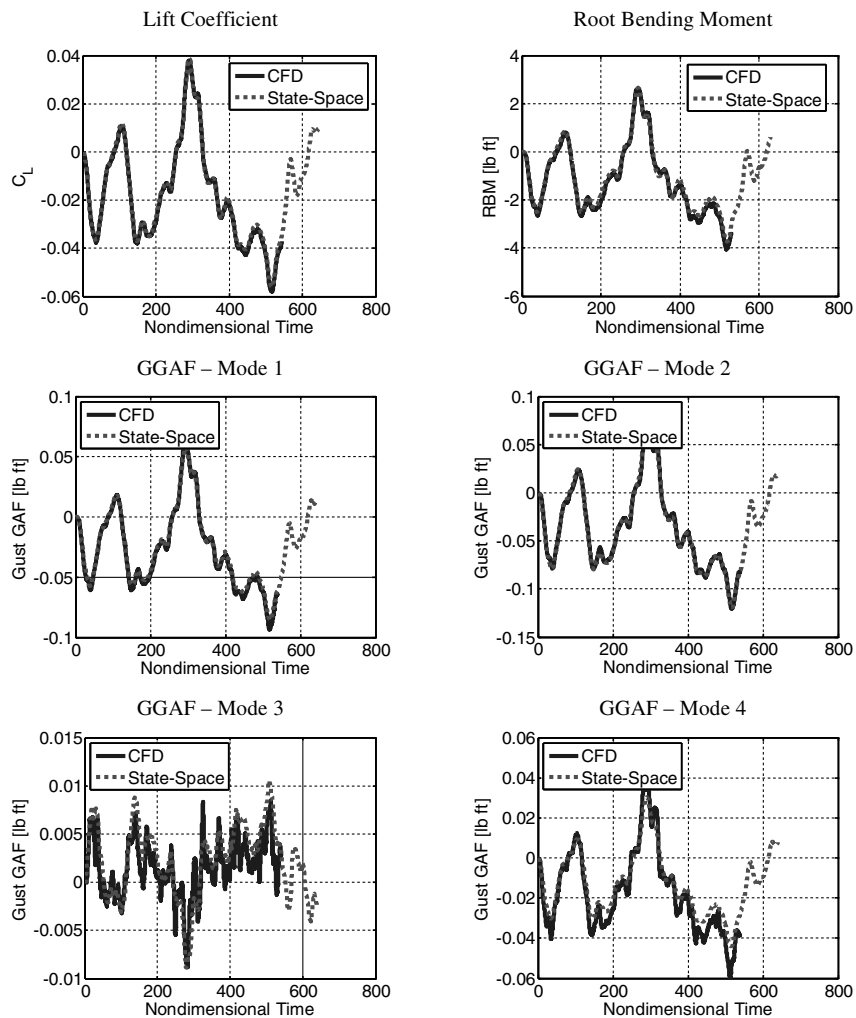 Lift Coefficient
Root Bending Moment
0.04
0.02
0
-0.02
-0.04
-0.06
C_L
CFD
State-Space
0 200 400 600 800
Nondimensional Time
4
2
0
-2
-4
-6
RBM [lb ft]
CFD
State-Space
0 200 400 600 800
Nondimensional Time
GGAF – Mode 1
GGAF – Mode 2
0.1
0.05
0
-0.05
-0.1
Gust GAF [lb ft]
CFD
State-Space
0 200 400 600 800
Nondimensional Time
0.1
0.05
0
-0.05
-0.1
-0.15
Gust GAF [lb ft]
CFD
State-Space
0 200 400 600 800
Nondimensional Time
GGAF – Mode 3
GGAF – Mode 4
0.015
0.01
0.005
0
-0.005
-0.01
Gust GAF [lb ft]
CFD
State-Space
0 200 400 600 800
Nondimensional Time
0.06
0.04
0.02
0
-0.02
-0.04
-0.06
Gust GAF [lb ft]
CFD
State-Space
0 200 400 600 800
Nondimensional Time